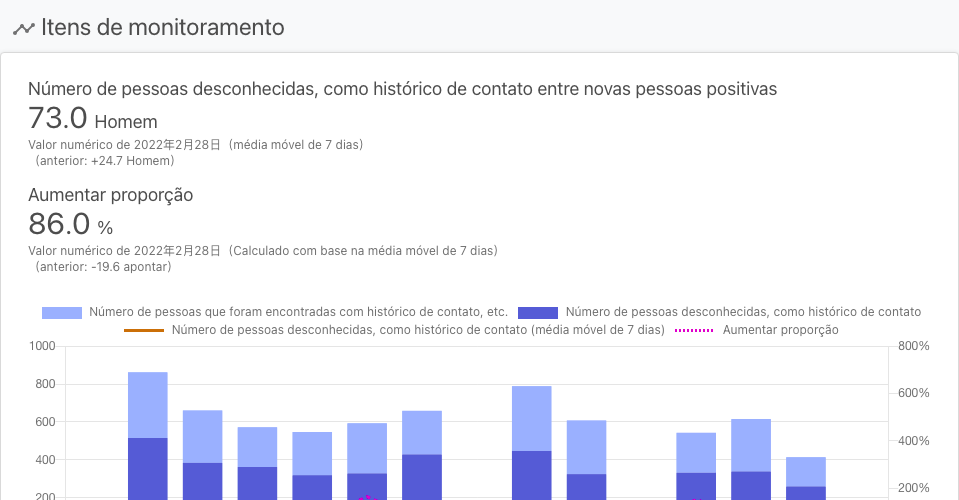 Itens de monitoramento
Número de pessoas desconhecidas, como histórico de contato entre novas pessoas positivas
73.0 Homem
Valor numérico de 2022年2月28日（média móvel de 7 dias）
（anterior: +24.7 Homem）
Aumentar proporção
86.0 %
Valor numérico de 2022年2月28日（Calculado com base na média móvel de 7 dias）
（anterior: -19.6 apontar）
Número de pessoas que foram encontradas com histórico de contato, etc. Número de pessoas desconhecidas, como histórico de contato
Número de pessoas desconhecidas, como histórico de contato (média móvel de 7 dias) Aumentar proporção
1000 800%
800
600%
600
400%
400
200%
200